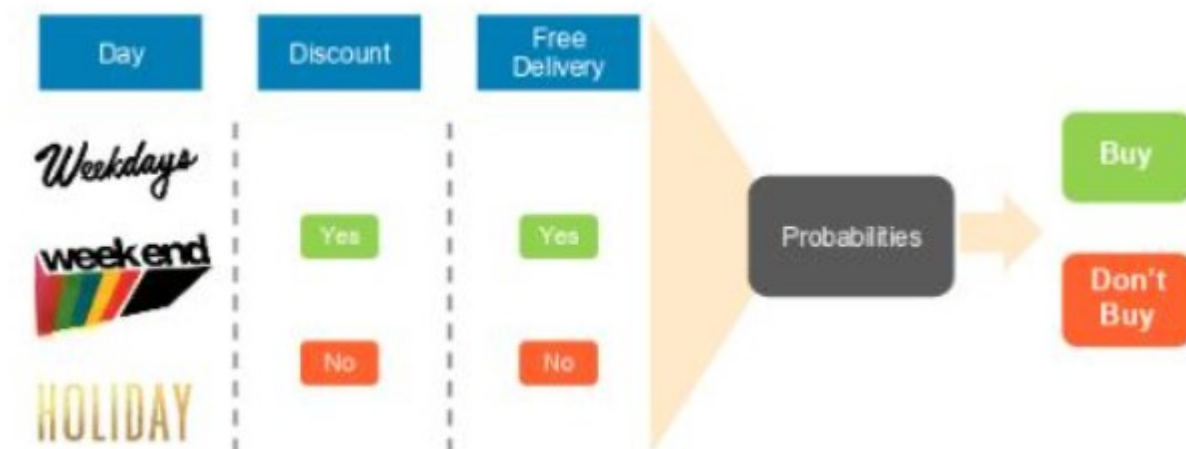 Day
Discount
Free
Delivery
Weekdays
weekend
HOLIDAY
Yes
No
Yes
No
Probabilities
Buy
Don't
Buy